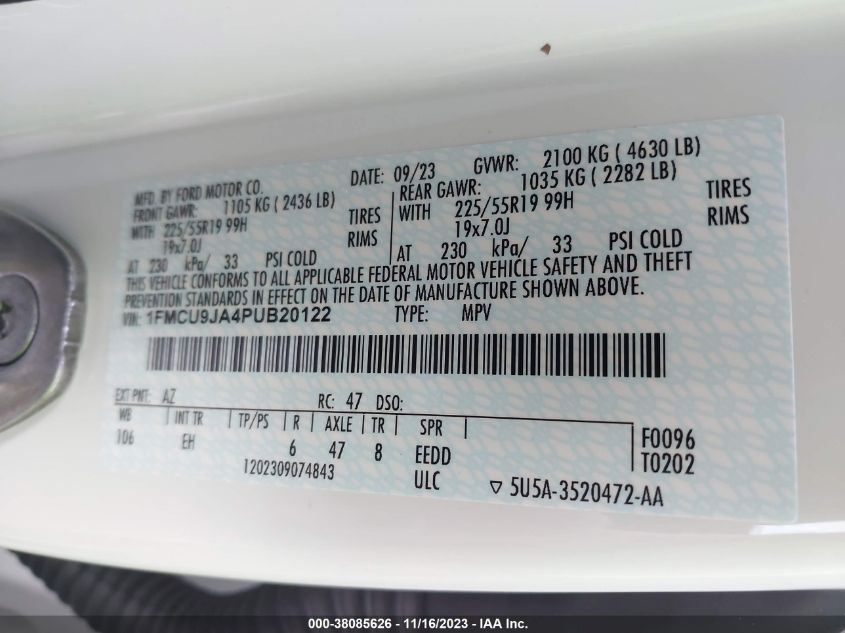 MFD. BY FORD MOTOR CO. DATE: 09/23 GVWR: 2100 KG ( 4630 LB)
FRONT GAWR: 1105 KG ( 2436 LB) REAR GAWR: 1035 KG ( 2282 LB)
WITH 225/55R19 99H TIRES WITH 225/55R19 99H TIRES
19x7.0J RIMS 19x7.0J RIMS
AT 230 kPa/ 33 PSI COLD AT 230 kPa/ 33 PSI COLD
THIS VEHICLE CONFORMS TO ALL APPLICABLE FEDERAL MOTOR VEHICLE SAFETY AND THEFT
PREVENTION STANDARDS IN EFFECT ON THE DATE OF MANUFACTURE SHOWN ABOVE.
VIN: 1FMCU9JA4PUB20122 TYPE: MPV
EXT PNT: AZ RC: 47 DSO:
WB INT TR TP/PS R AXLE TR SPR F0096
106 EH 6 47 8 EEDD T0202
1202309074843 ULC 5U5A-3520472-AA
000-38085626 - 11/16/2023 - IAA Inc.